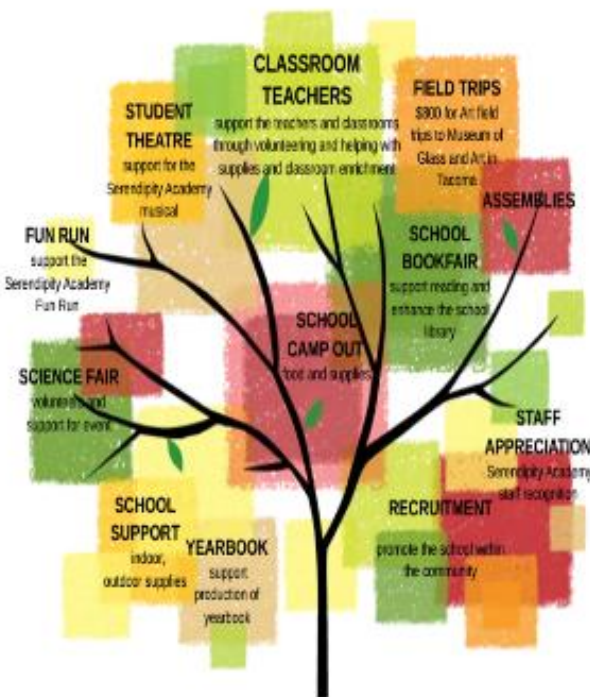 CLASSROOM
TEACHERS
support the teachers and classrooms
through volunteering and helping with
supplies and classroom enrichment
FIELD TRIPS
$800 for Art field
trips to Museum of
Glass and Art in
Tacoma
STUDENT
THEATRE
support for the
Serendipity Academy
musical
ASSEMBLIES
FUN RUN
support the
Serendipity Academy
Fun Run
SCHOOL
BOOKFAIR
support reading and
enhance the school
library
SCHOOL
CAMP OUT
food and supplies
SCIENCE FAIR
volunteers and
support for event
STAFF
APPRECIATION
Serendipity Academy
staff recognition
SCHOOL
SUPPORT
indoor,
outdoor supplies
YEARBOOK
support
production of
yearbook
RECRUITMENT
promote the school within
the community